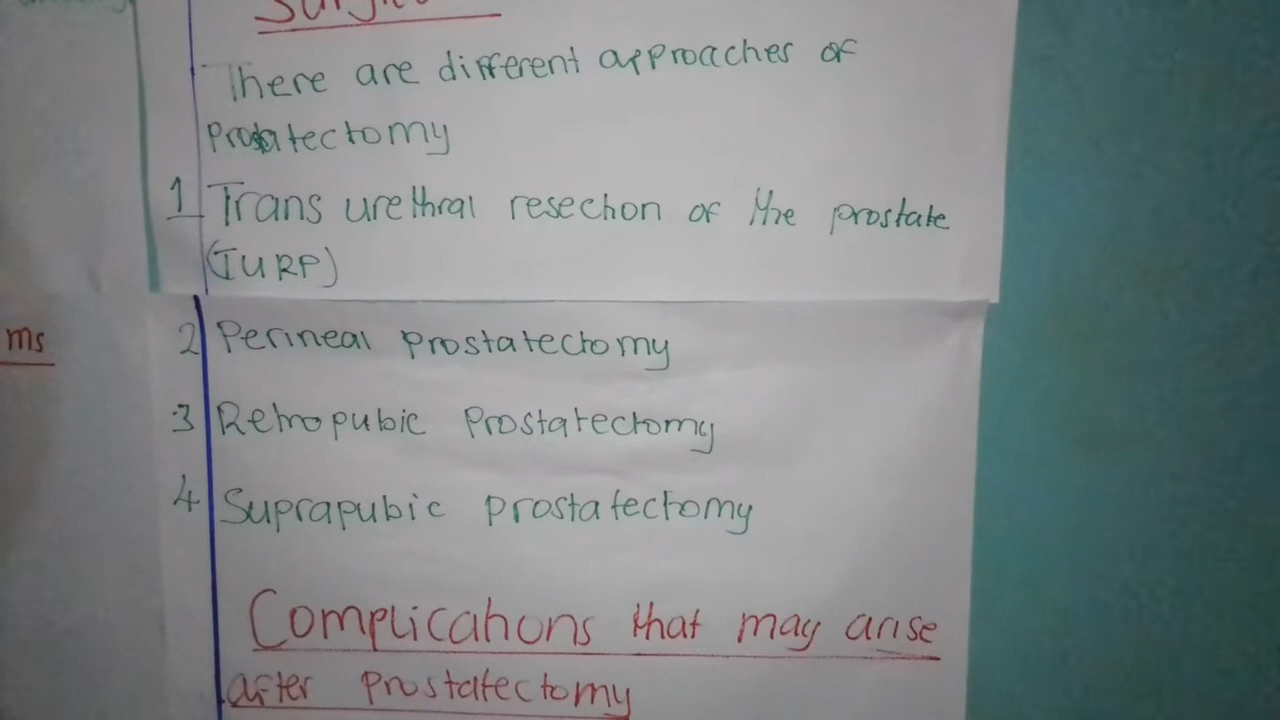 There are different approaches of
Prostatectomy
1 Trans urethral resection of the prostate
(TURP)
2 Perineal prostatectomy
ms
3 Retropubic Prostatectomy
4 Suprapubic prostatectomy
Complications that may arise
after prostatectomy